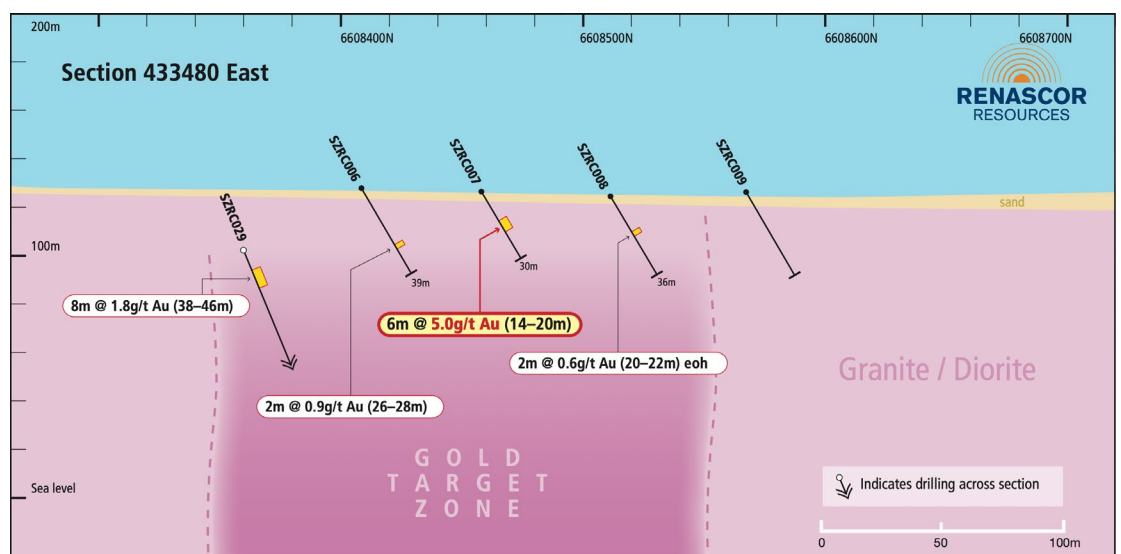 200m
6608400N
6608500N
6608600N
6608700N
Section 433480 East
RENASCOR
RESOURCES
SZRC006
SZRC007
SZRC008
SZRC009
SZRC029
sand
100m
39m
30m
36m
8m @ 1.8g/t Au (38–46m)
6m @ 5.0g/t Au (14–20m)
2m @ 0.6g/t Au (20–22m) eoh
Granite / Diorite
2m @ 0.9g/t Au (26–28m)
GOLD
TARGET
ZONE
Sea level
Indicates drilling across section
0 50 100m